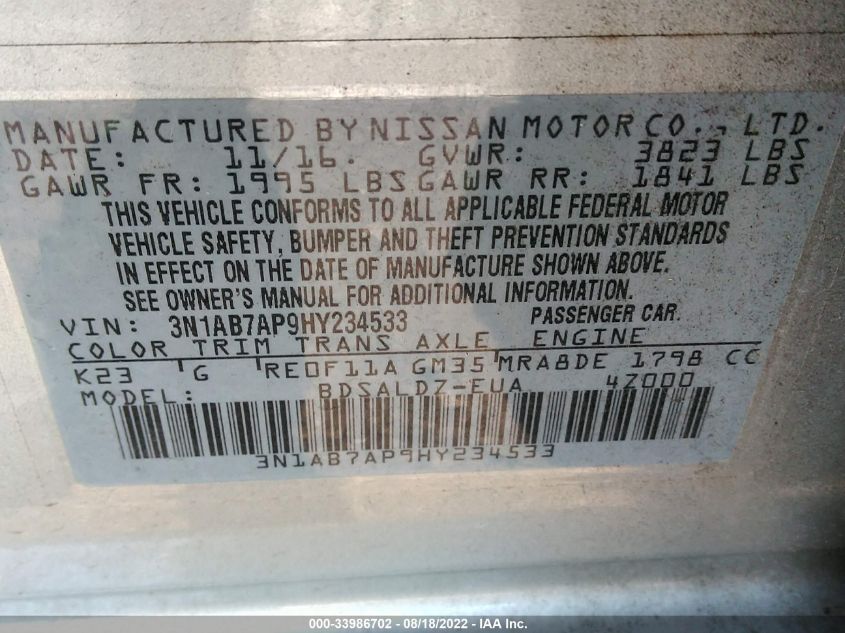 MANUFACTURED BY NISSAN MOTOR CO., LTD.
DATE: 11/16. GVWR: 3823 LBS
GAWR FR: 1995 LBS GAWR RR: 1841 LBS
THIS VEHICLE CONFORMS TO ALL APPLICABLE FEDERAL MOTOR
VEHICLE SAFETY, BUMPER AND THEFT PREVENTION STANDARDS
IN EFFECT ON THE DATE OF MANUFACTURE SHOWN ABOVE.
SEE OWNER'S MANUAL FOR ADDITIONAL INFORMATION.
VIN: 3N1AB7AP9HY234533 PASSENGER CAR.
COLOR TRIM TRANS AXLE ENGINE
K23 G RE0F11A GM35 MRA8DE 1798 CC
MODEL: BDSALDZ-EUA 4Z000
3N1AB7AP9HY234533
000-33986702 - 08/18/2022 - IAA Inc.